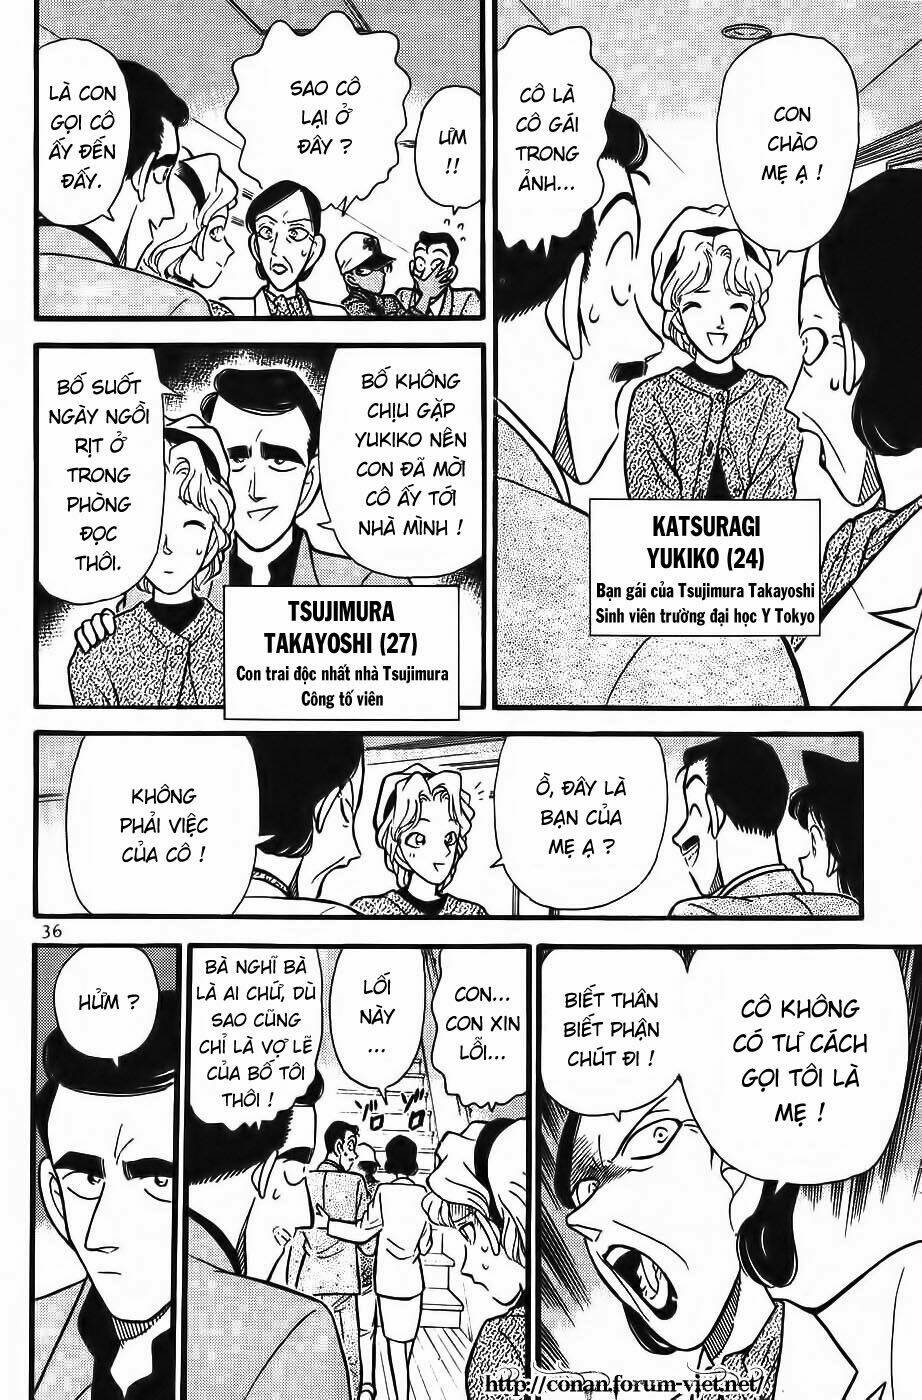 CON
CHÀO
MẸ Ạ !
CÔ LÀ
CÔ GÁI
TRONG
ẢNH...
KATSURAGI
YUKIKO (24)
Bạn gái của Tsujimura Takayoshi
Sinh viên trường đại học Y Tokyo
ƯM
!!
SAO CÔ
LẠI Ở
ĐÂY ?
LÀ CON
GỌI CÔ
ẤY ĐẾN
ĐẤY.
BỐ KHÔNG
CHỊU GẶP
YUKIKO NÊN
CON ĐÃ MỜI
CÔ ẤY TỚI
NHÀ MÌNH !
BỐ SUỐT
NGÀY NGỒI
RỊT Ở
TRONG
PHÒNG
ĐỌC
THÔI.
TSUJIMURA
TAKAYOSHI (27)
Con trai độc nhất nhà Tsujimura
Công tố viên
Ồ, ĐÂY LÀ
BẠN CỦA
MẸ Ạ ?
KHÔNG
PHẢI VIỆC
CỦA CÔ !
36
CÔ KHÔNG
CÓ TƯ CÁCH
GỌI TÔI LÀ
MẸ !
BIẾT THÂN
BIẾT PHẬN
CHÚT ĐI !
CON...
CON XIN
LỖI...
LỐI
NÀY
...
BÀ NGHĨ BÀ
LÀ AI CHỨ, DÙ
SAO CŨNG
CHỈ LÀ VỢ LẼ
CỦA BỐ TÔI
THÔI !
HỬM ?
http://conan.forum-viet.net/